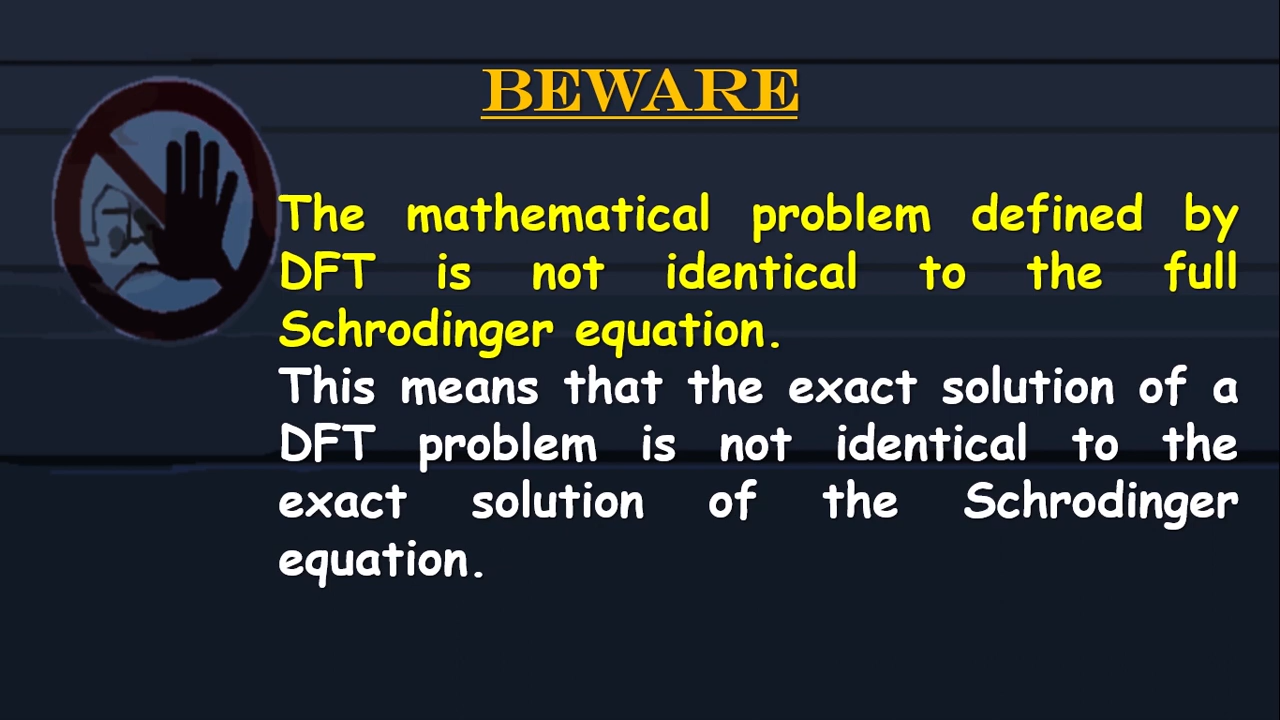 BEWARE
The mathematical problem defined by
DFT is not identical to the full
Schrodinger equation.
This means that the exact solution of a
DFT problem is not identical to the
exact solution of the Schrodinger
equation.